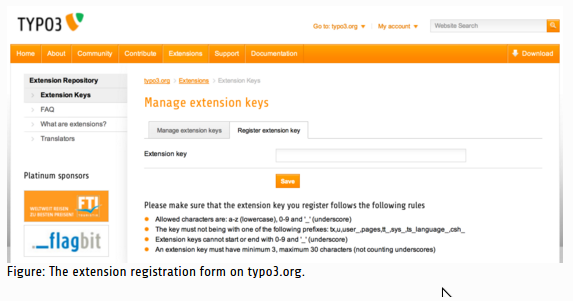 TYPO3
Go to: typo3.org My account Website Search
Home About Community Contribute Extensions Support Documentation Download
Extension Repository
Extension Keys
FAQ
What are extensions?
Translators
Platinum sponsors
WELTWEIT REISEN
ZU BESTEN PREISEN!
FTI
flagbit
typo3.org Extensions Extension Keys
Manage extension keys
Manage extension keys Register extension key
Extension key
Save
Please make sure that the extension key you register follows the following rules
Allowed characters are: a-z (lowercase), 0-9 and '_' (underscore)
The key must not being with one of the following prefixes: tx,u,user_,pages,tt_,sys_,ts_language_,csh_
Extension keys cannot start or end with 0-9 and '_' (underscore)
An extension key must have minimum 3, maximum 30 characters (not counting underscores)
Figure: The extension registration form on typo3.org.